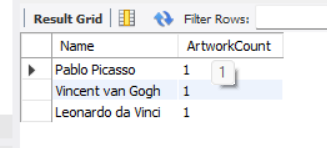 Result Grid Filter Rows:
Name ArtworkCount
Pablo Picasso 1 1
Vincent van Gogh 1
Leonardo da Vinci 1